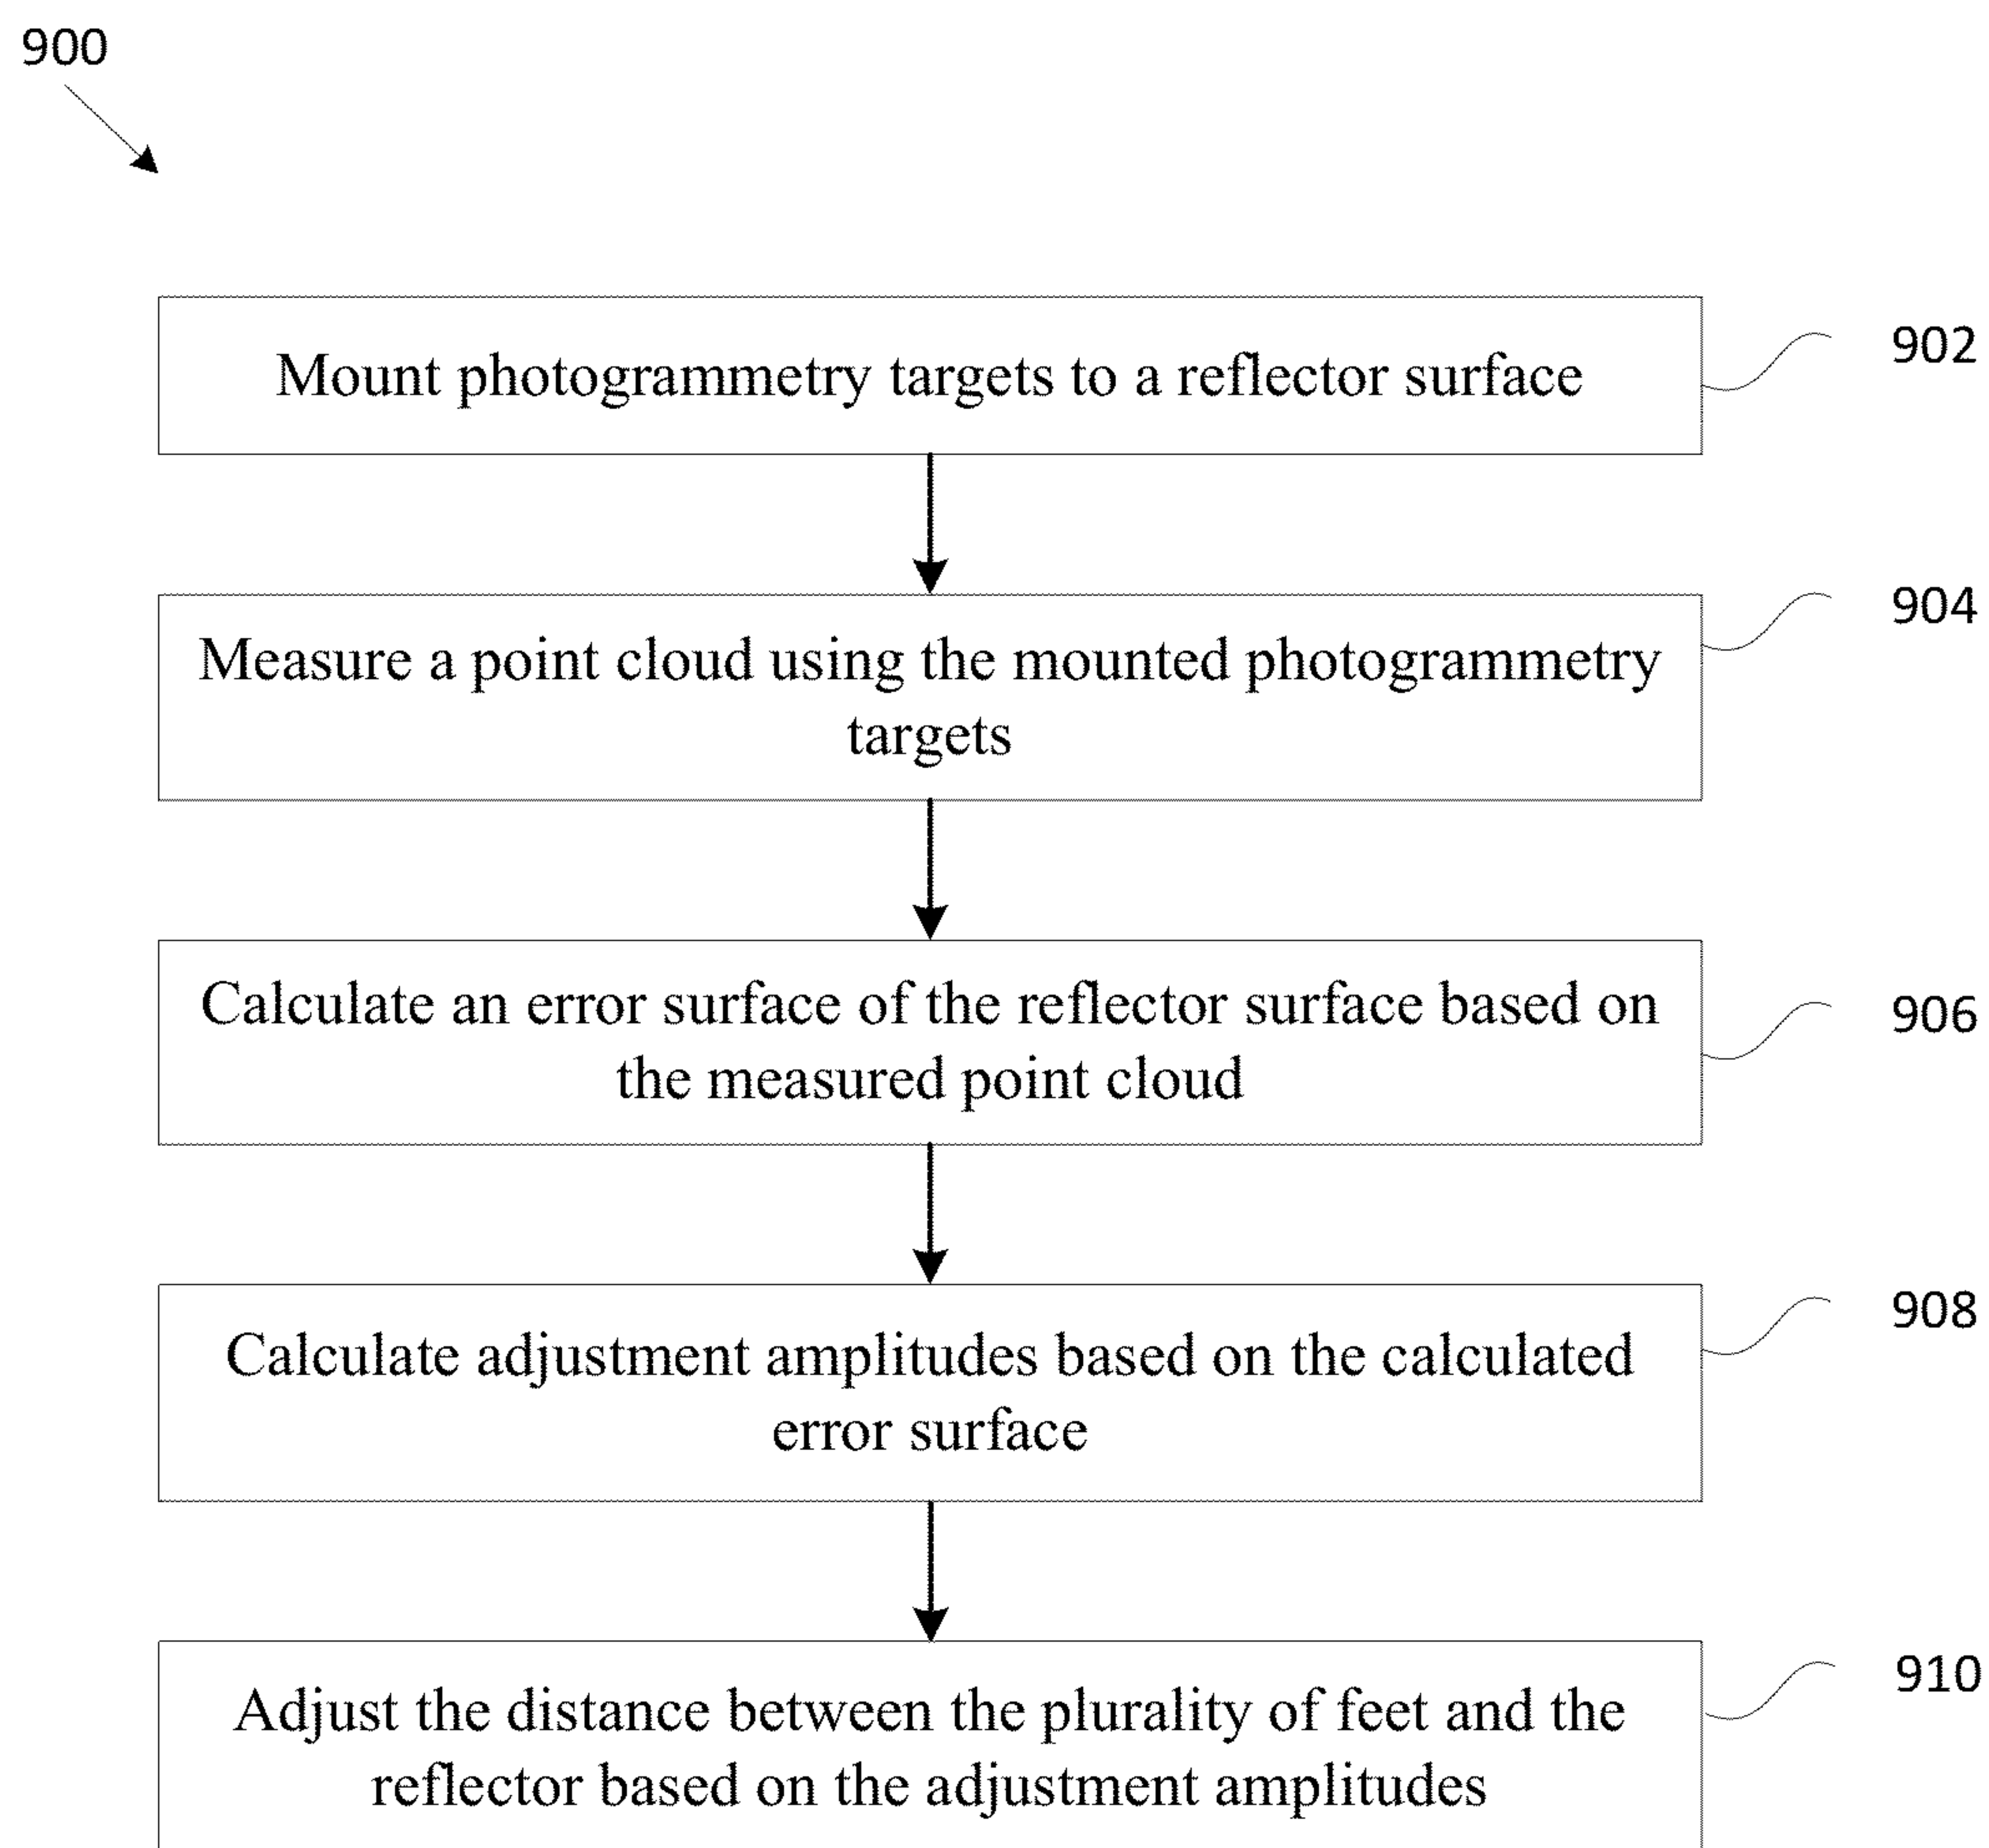 900
Mount photogrammetry targets to a reflector surface
902
Measure a point cloud using the mounted photogrammetry
targets
904
Calculate an error surface of the reflector surface based on
the measured point cloud
906
Calculate adjustment amplitudes based on the calculated
error surface
908
Adjust the distance between the plurality of feet and the
reflector based on the adjustment amplitudes
910